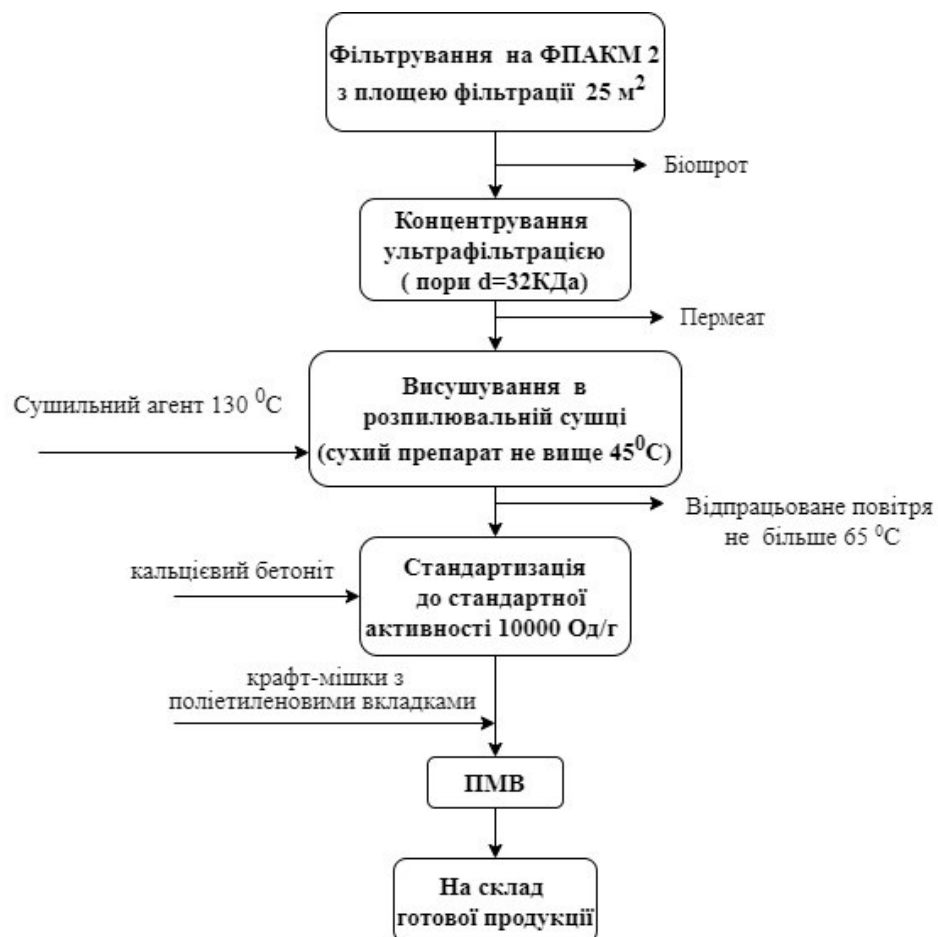 Фільтрування на ФПАКМ 2
з площею фільтрації 25 м²
Біошрот
Концентрування
ультрафільтрацією
( пори d=32КДа)
Пермеат
Висушування в
розпилювальній сушці
(сухий препарат не вище 45⁰С)
Сушильний агент 130 ⁰С
Відпрацьоване повітря
не більше 65 ⁰С
кальцієвий бетоніт
Стандартизація
до стандартної
активності 10000 Од/г
крафт-мішки з
поліетиленовими вкладками
ПМВ
На склад
готової продукції